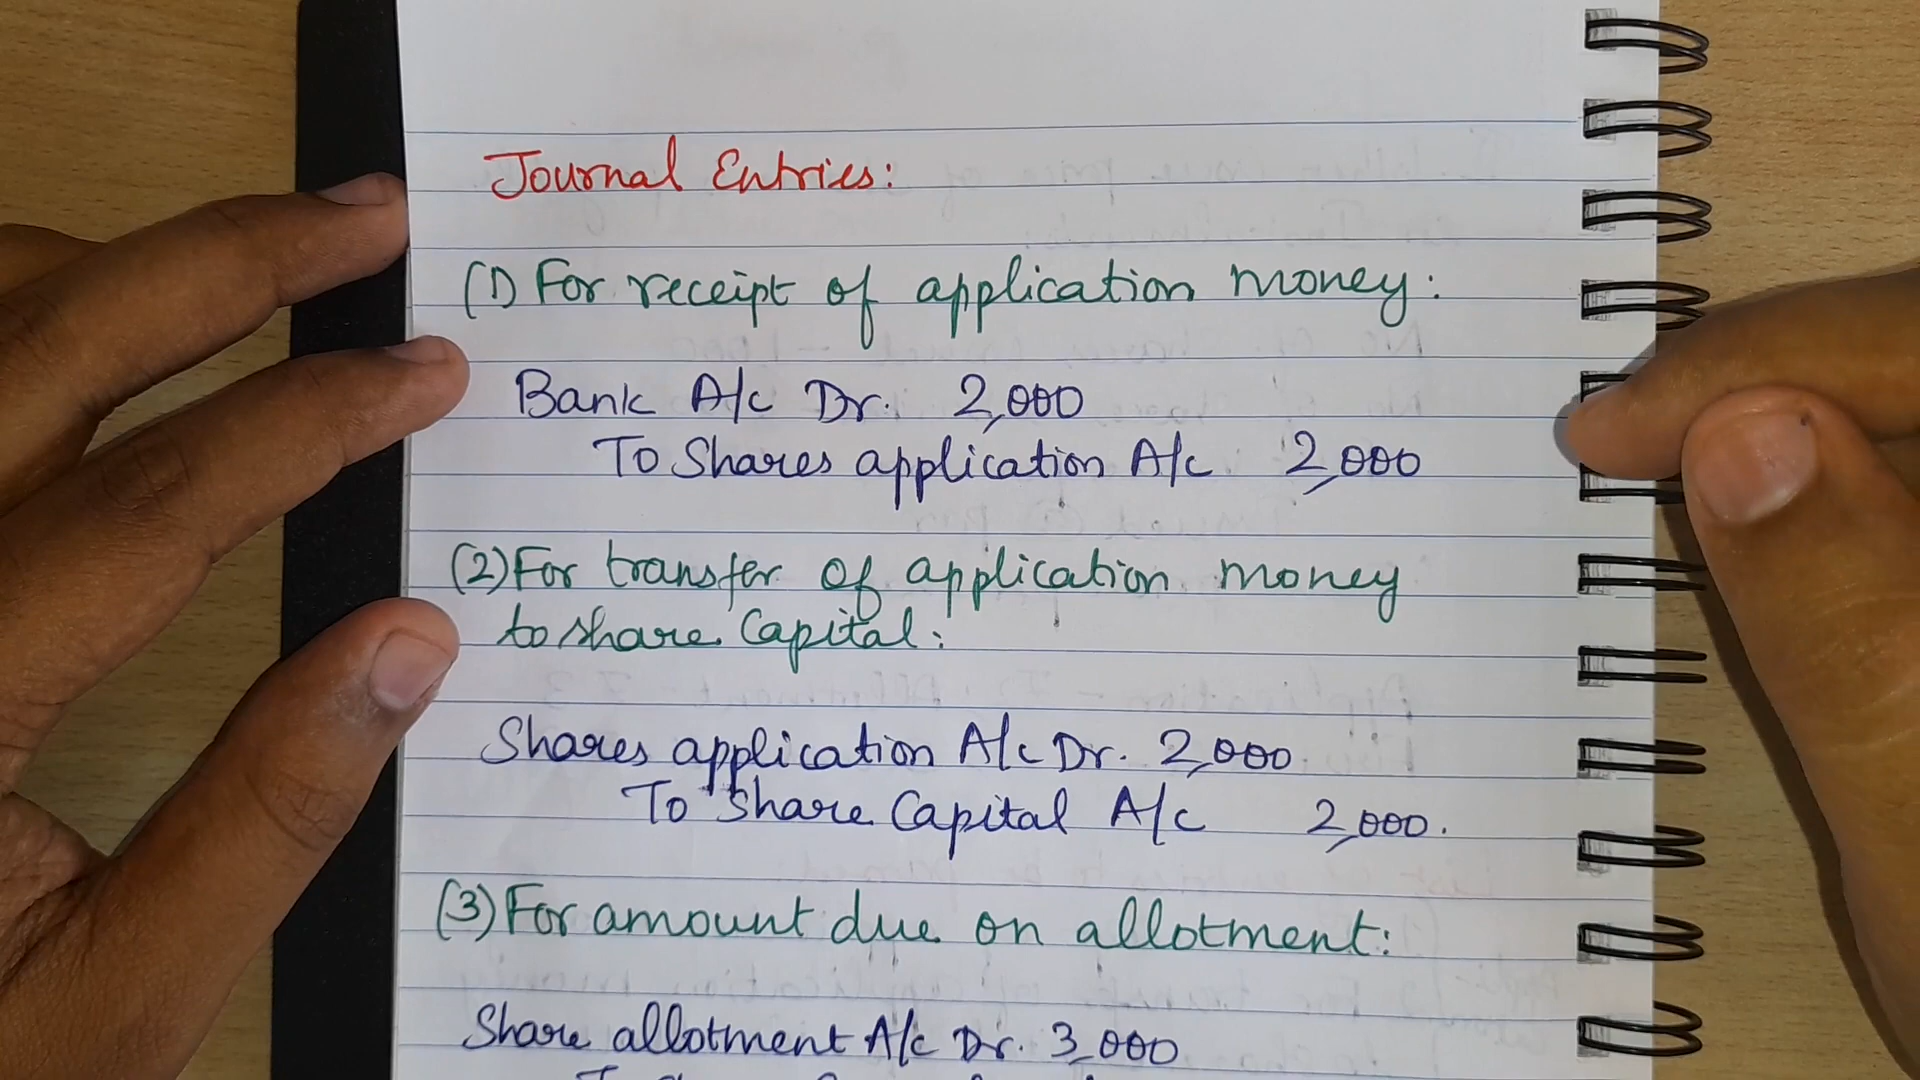 Journal Entries:
(1) For receipt of application money:
Bank A/c Dr. 2,000
To Shares application A/c 2,000
(2) For transfer of application money
to share Capital:
Shares application A/c Dr. 2,000
To Share Capital A/c 2,000.
(3) For amount due on allotment:
Share allotment A/c Dr. 3,000